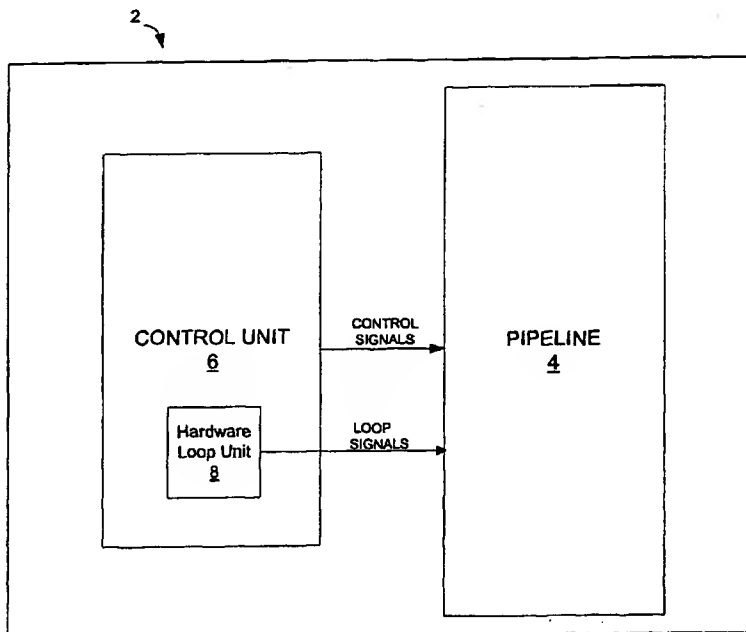 2
CONTROL UNIT
6
Hardware
Loop Unit
8
CONTROL
SIGNALS
LOOP
SIGNALS
PIPELINE
4